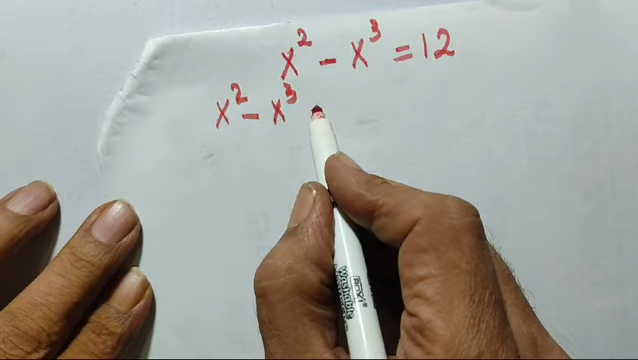 x² - x³ = 12
x² - x³